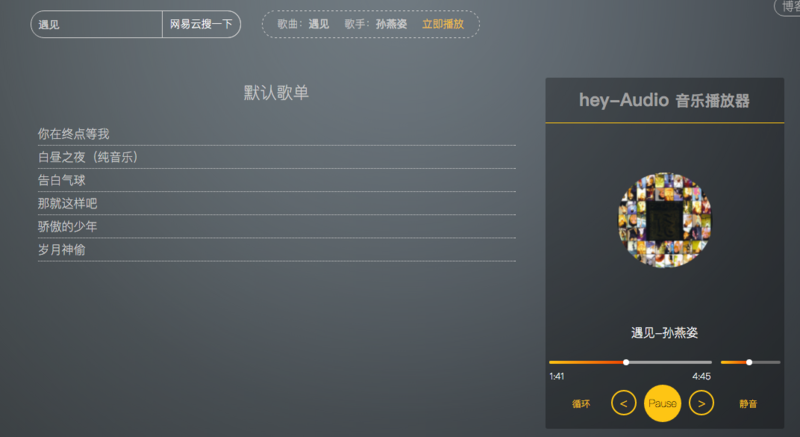 遇见 网易云搜一下 歌曲：遇见 歌手：孙燕姿 立即播放
博客
默认歌单
你在终点等我
白昼之夜（纯音乐）
告白气球
那就这样吧
骄傲的少年
岁月神偷
hey-Audio 音乐播放器
遇见-孙燕姿
1:41 4:45
循环 < Pause > 静音